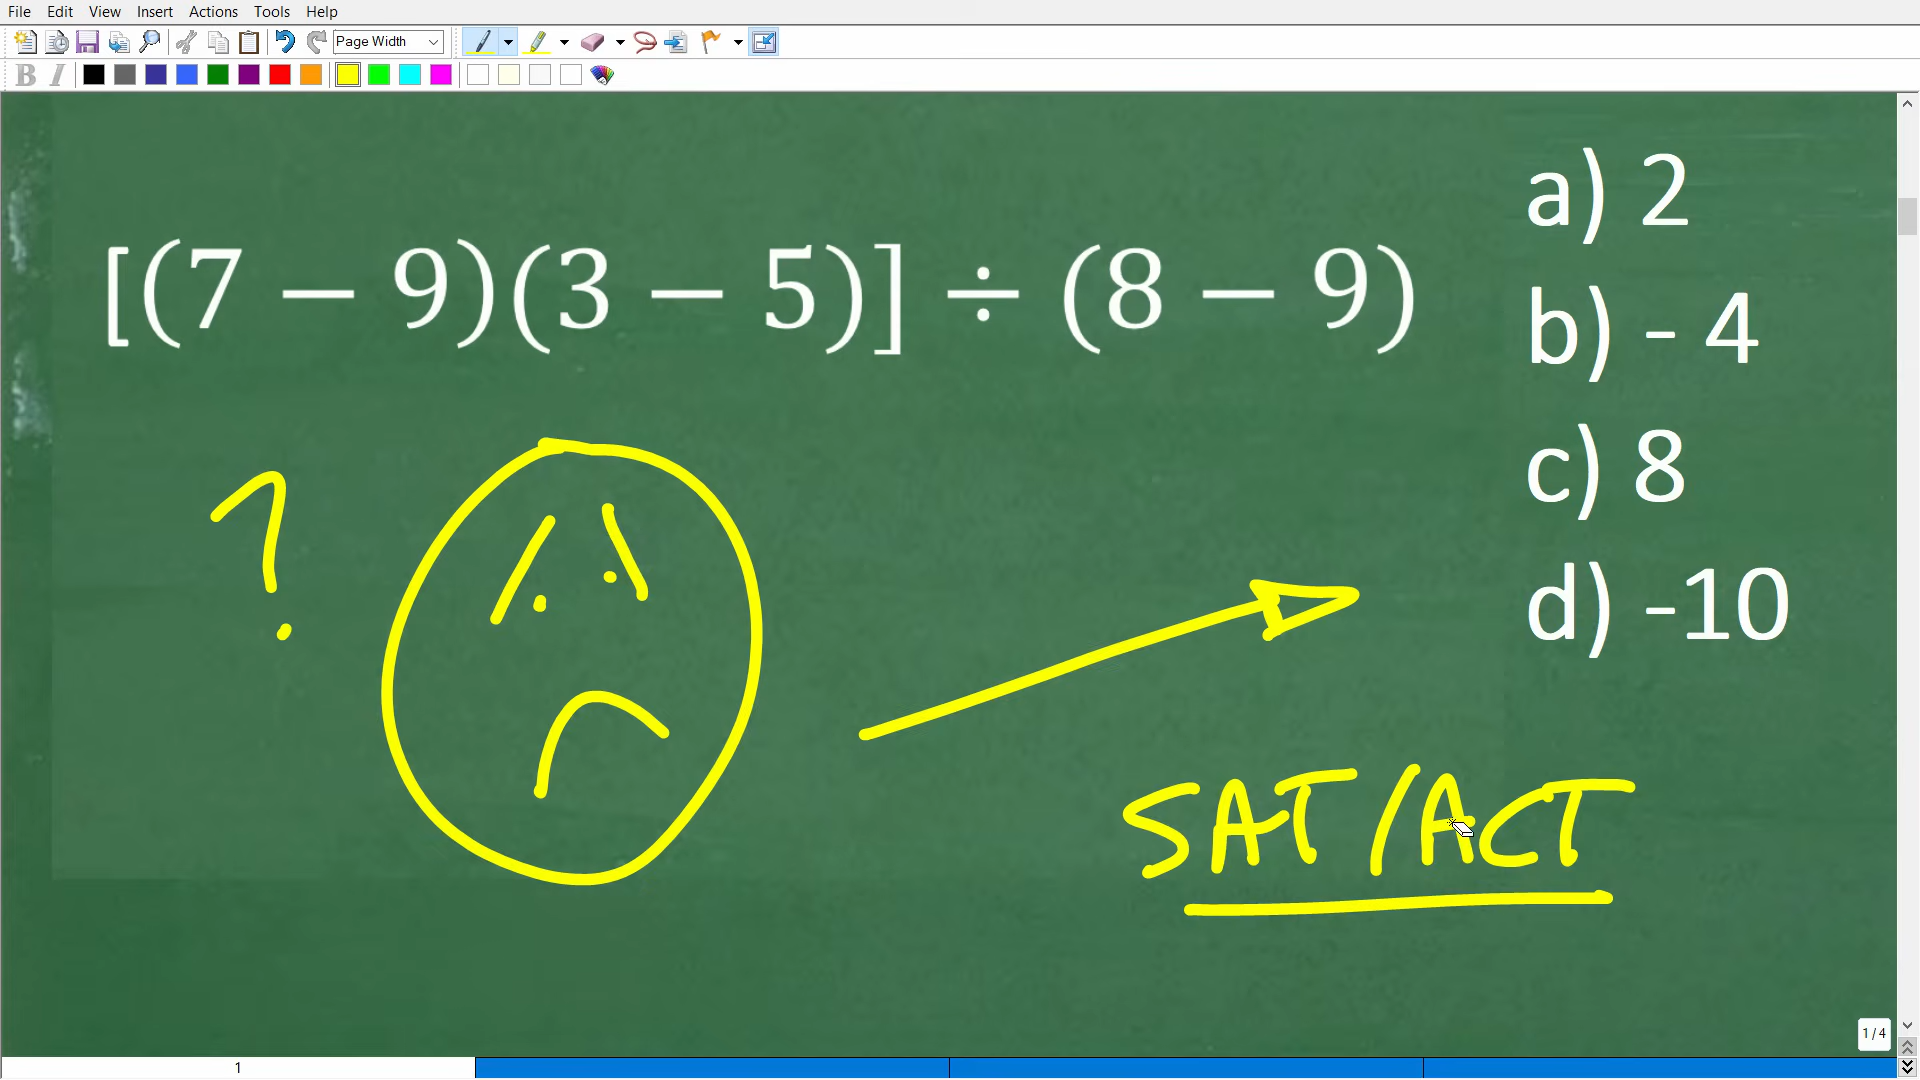 File Edit View Insert Actions Tools Help
Page Width
B I
a) 2
[(7 − 9)(3 − 5)] ÷ (8 − 9)
b) - 4
c) 8
?
d) -10
SAT/ACT
1 / 4
1